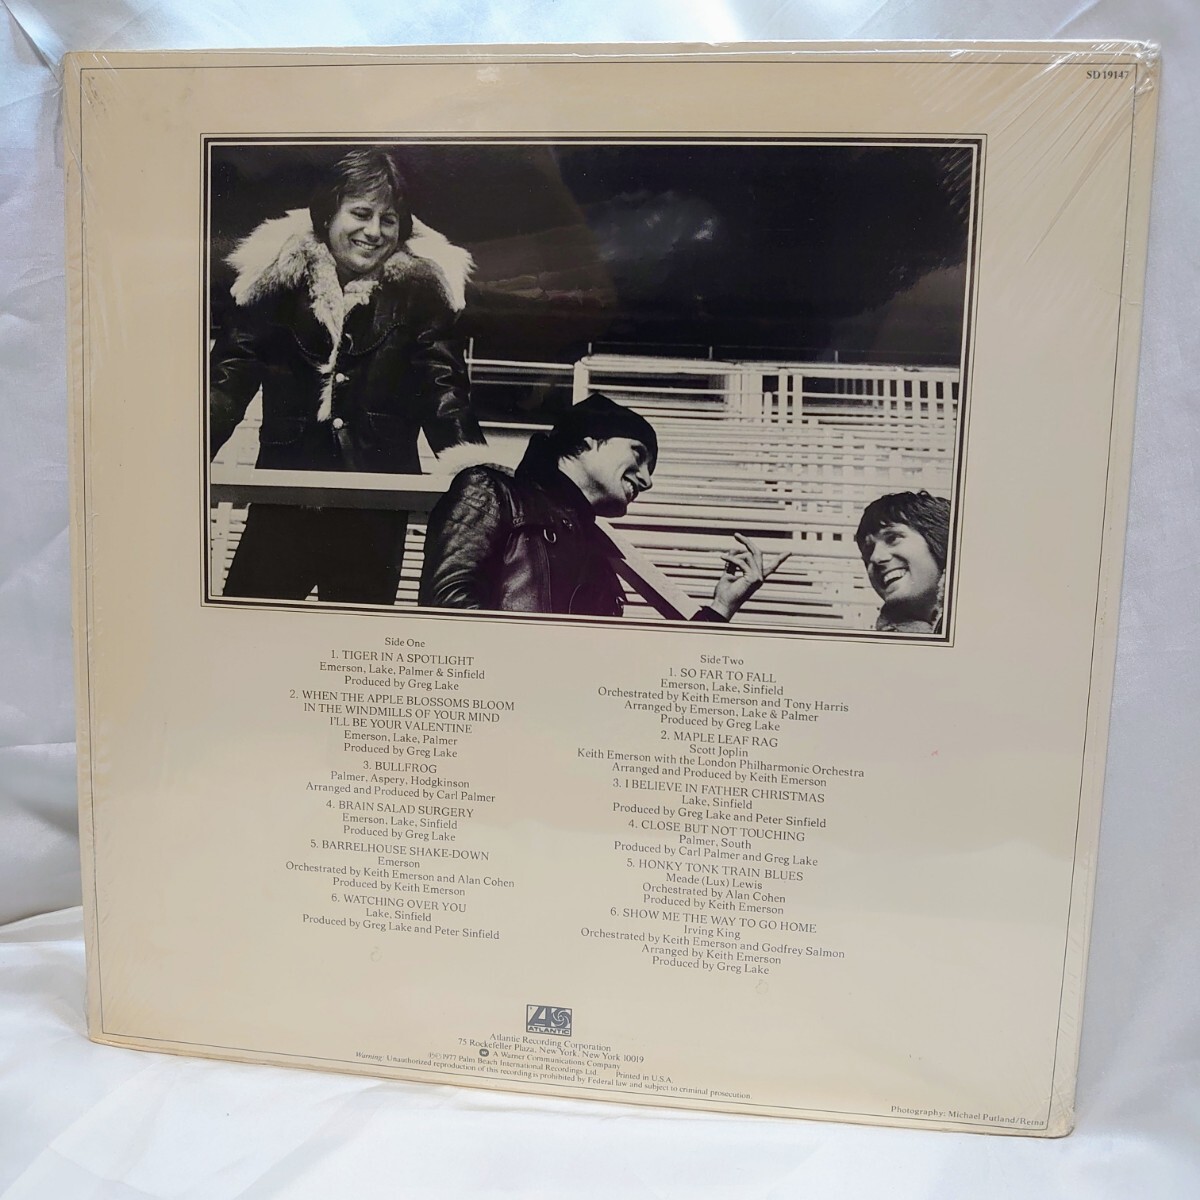 SD 19147
Side One
1. TIGER IN A SPOTLIGHT
Emerson, Lake, Palmer & Sinfield
Produced by Greg Lake
2. WHEN THE APPLE BLOSSOMS BLOOM
IN THE WINDMILLS OF YOUR MIND
I'LL BE YOUR VALENTINE
Emerson, Lake, Palmer
Produced by Greg Lake
3. BULLFROG
Palmer, Aspery, Hodgkinson
Arranged and Produced by Carl Palmer
4. BRAIN SALAD SURGERY
Emerson, Lake, Sinfield
Produced by Greg Lake
5. BARRELHOUSE SHAKE-DOWN
Emerson
Orchestrated by Keith Emerson and Alan Cohen
Produced by Keith Emerson
6. WATCHING OVER YOU
Lake, Sinfield
Produced by Greg Lake and Peter Sinfield
Side Two
1. SO FAR TO FALL
Emerson, Lake, Sinfield
Orchestrated by Keith Emerson and Tony Harris
Arranged by Emerson, Lake & Palmer
Produced by Greg Lake
2. MAPLE LEAF RAG
Scott Joplin
Keith Emerson with the London Philharmonic Orchestra
Arranged and Produced by Keith Emerson
3. I BELIEVE IN FATHER CHRISTMAS
Lake, Sinfield
Produced by Greg Lake and Peter Sinfield
4. CLOSE BUT NOT TOUCHING
Palmer, South
Produced by Carl Palmer and Greg Lake
5. HONKY TONK TRAIN BLUES
Meade (Lux) Lewis
Orchestrated by Alan Cohen
Produced by Keith Emerson
6. SHOW ME THE WAY TO GO HOME
Irving King
Orchestrated by Keith Emerson and Godfrey Salmon
Arranged by Keith Emerson
Produced by Greg Lake
ATLANTIC
Atlantic Recording Corporation
75 Rockefeller Plaza, New York, New York 10019
A Warner Communications Company
℗©1977 Palm Beach International Recordings Ltd. Printed in U.S.A.
Warning: Unauthorized reproduction of this recording is prohibited by Federal law and subject to criminal prosecution.
Photography: Michael Putland/Retna